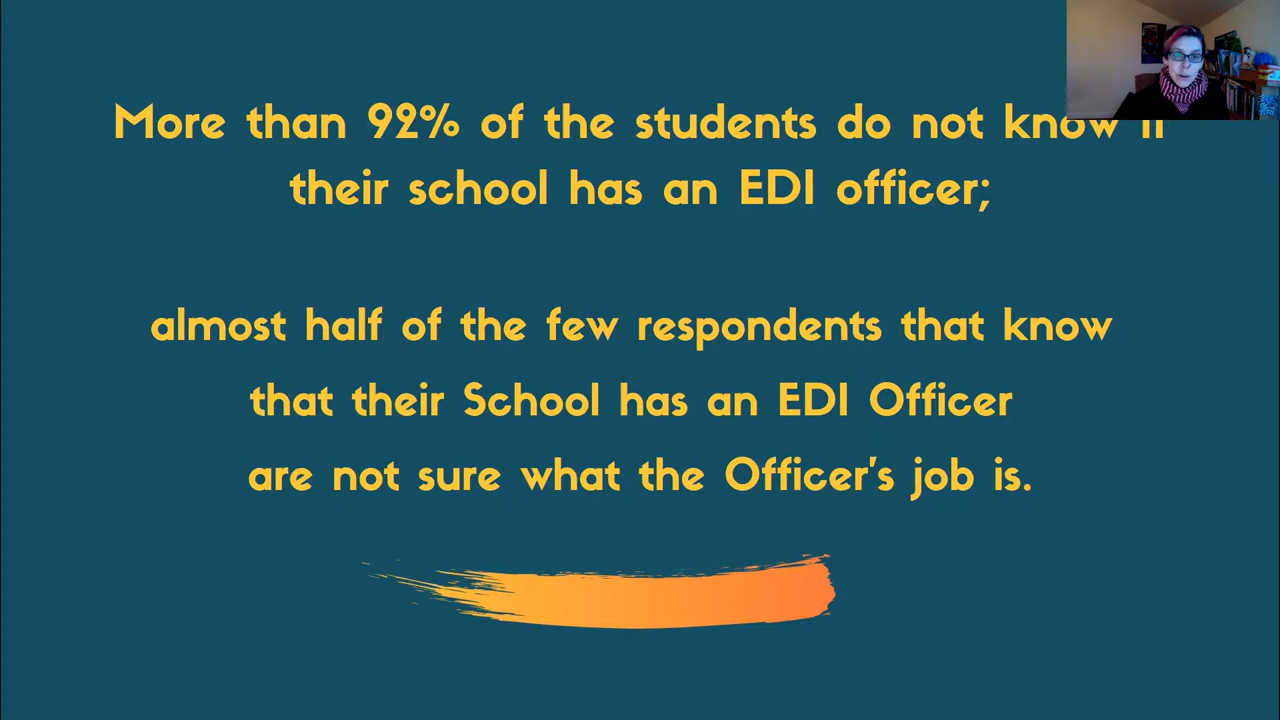 More than 92% of the students do not know if
their school has an EDI officer;
almost half of the few respondents that know
that their School has an EDI Officer
are not sure what the Officer's job is.